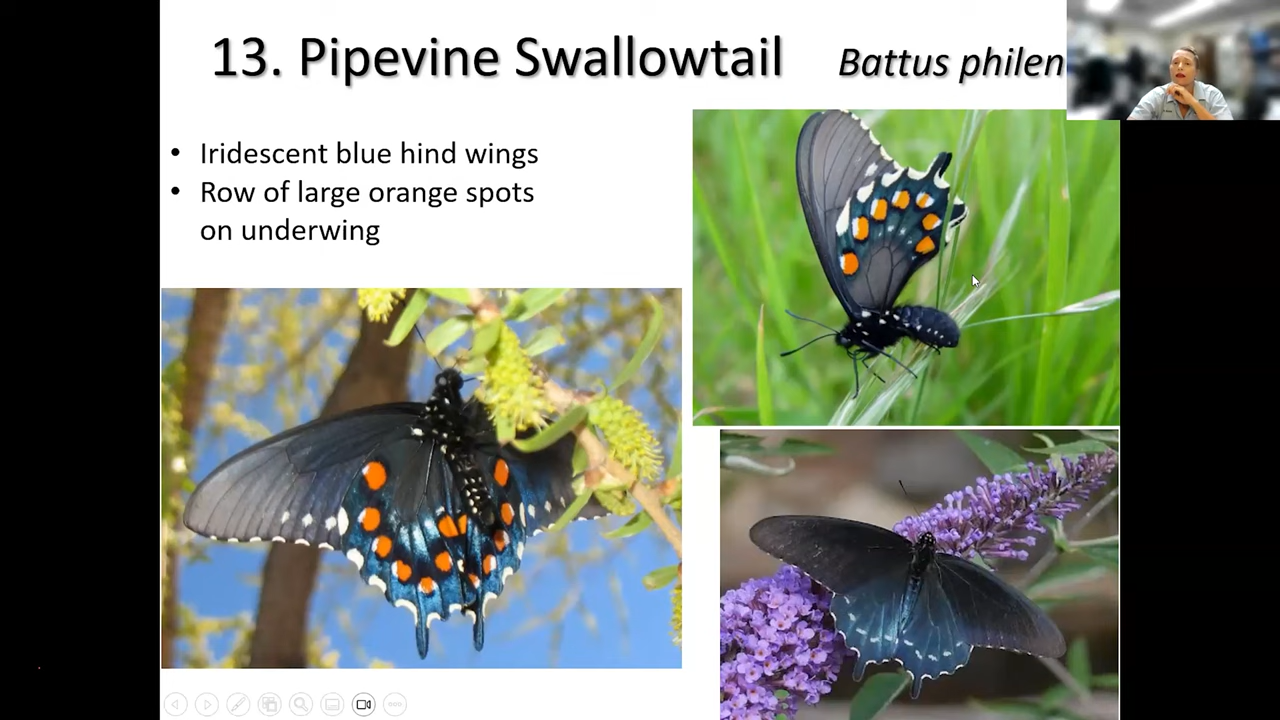 13. Pipevine Swallowtail Battus philen
• Iridescent blue hind wings
• Row of large orange spots
on underwing